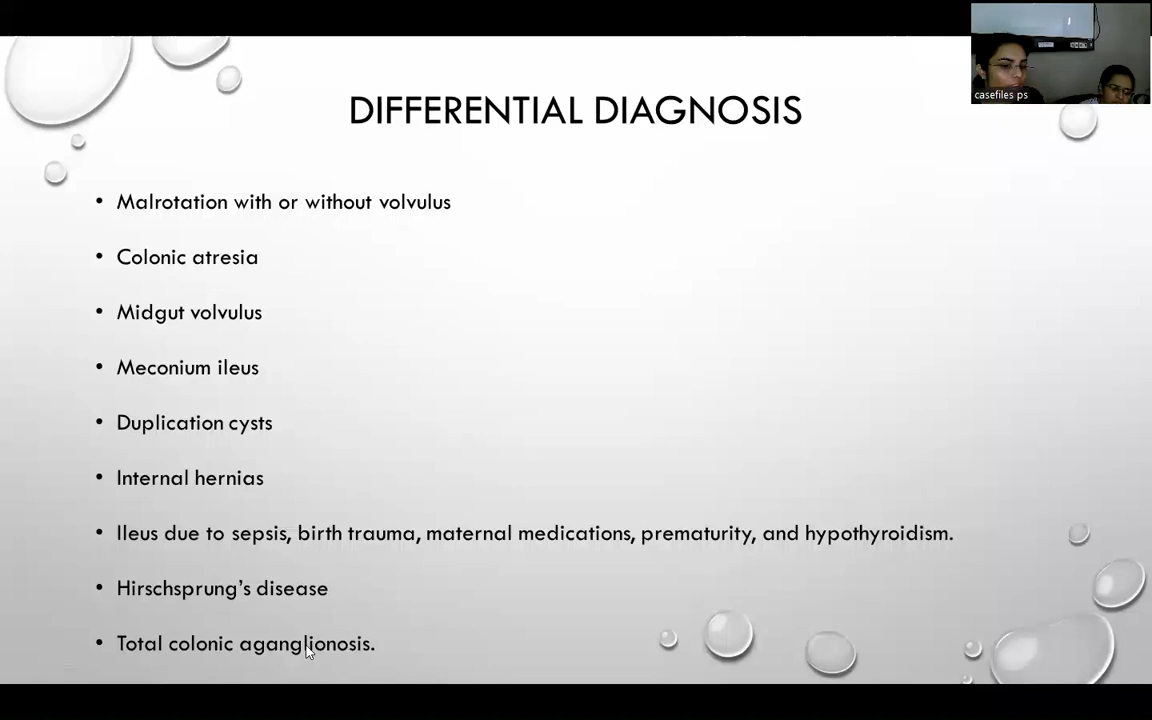 casefiles ps
DIFFERENTIAL DIAGNOSIS
• Malrotation with or without volvulus
• Colonic atresia
• Midgut volvulus
• Meconium ileus
• Duplication cysts
• Internal hernias
• Ileus due to sepsis, birth trauma, maternal medications, prematurity, and hypothyroidism.
• Hirschsprung’s disease
• Total colonic aganglionosis.